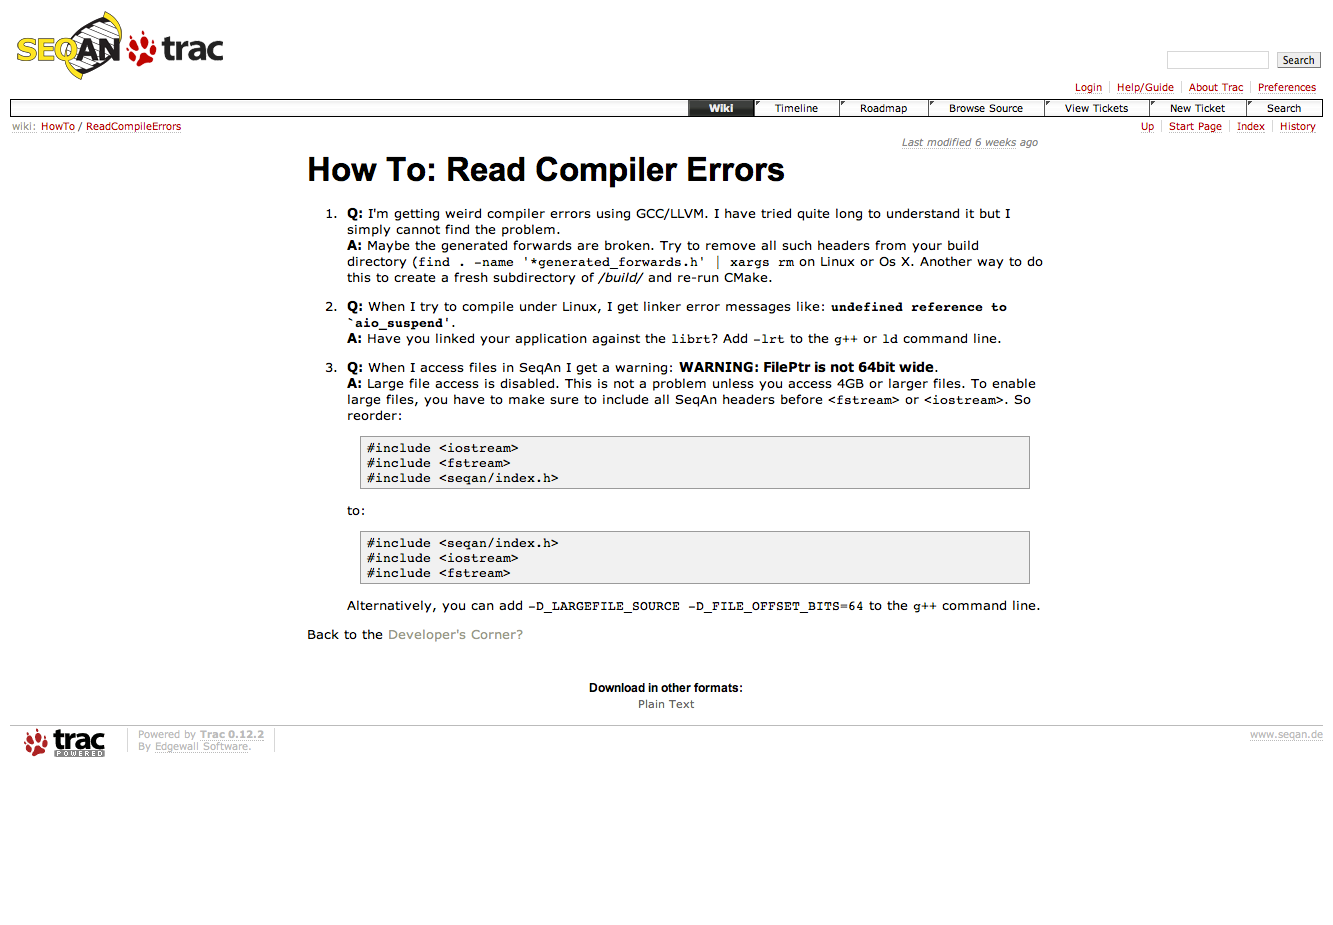 SEQAN trac
Search
Login Help/Guide About Trac Preferences
Wiki Timeline Roadmap Browse Source View Tickets New Ticket Search
wiki: HowTo / ReadCompileErrors
Up Start Page Index History
Last modified 6 weeks ago
How To: Read Compiler Errors
1. Q: I'm getting weird compiler errors using GCC/LLVM. I have tried quite long to understand it but I
simply cannot find the problem.
A: Maybe the generated forwards are broken. Try to remove all such headers from your build
directory (find . -name '*generated_forwards.h' | xargs rm on Linux or Os X. Another way to do
this to create a fresh subdirectory of /build/ and re-run CMake.
2. Q: When I try to compile under Linux, I get linker error messages like: undefined reference to
`aio_suspend'.
A: Have you linked your application against the librt? Add -lrt to the g++ or ld command line.
3. Q: When I access files in SeqAn I get a warning: WARNING: FilePtr is not 64bit wide.
A: Large file access is disabled. This is not a problem unless you access 4GB or larger files. To enable
large files, you have to make sure to include all SeqAn headers before <fstream> or <iostream>. So
reorder:
#include <iostream>
#include <fstream>
#include <seqan/index.h>
to:
#include <seqan/index.h>
#include <iostream>
#include <fstream>
Alternatively, you can add -D_LARGEFILE_SOURCE -D_FILE_OFFSET_BITS=64 to the g++ command line.
Back to the Developer's Corner?
Download in other formats:
Plain Text
trac POWERED
Powered by Trac 0.12.2
By Edgewall Software.
www.seqan.de